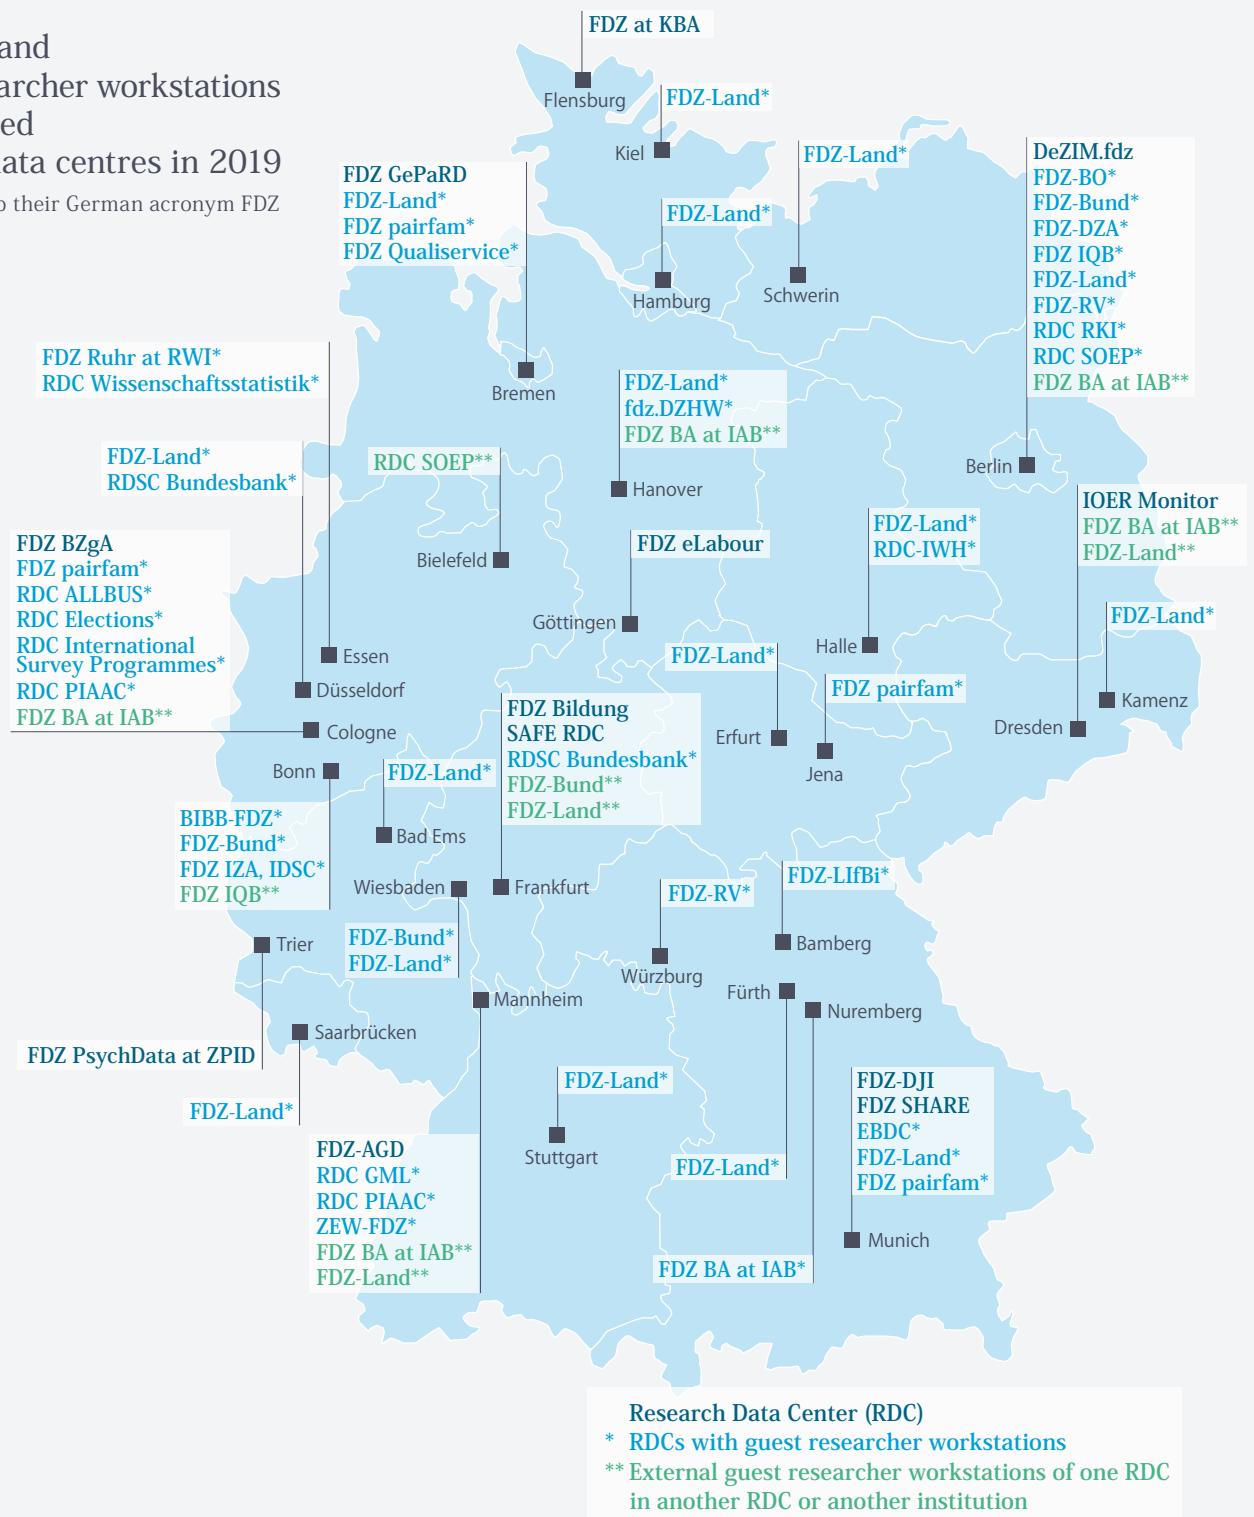 and
archer workstations
ed
ata centres in 2019
o their German acronym FDZ
FDZ at KBA
Flensburg
FDZ-Land*
Kiel
FDZ-Land*
Schwerin
FDZ-Land*
Hamburg
FDZ GePaRD
FDZ-Land*
FDZ pairfam*
FDZ Qualiservice*
Bremen
DeZIM.fdz
FDZ-BO*
FDZ-Bund*
FDZ-DZA*
FDZ IQB*
FDZ-Land*
FDZ-RV*
RDC RKI*
RDC SOEP*
FDZ BA at IAB**
Berlin
FDZ Ruhr at RWI*
RDC Wissenschaftsstatistik*
Essen
FDZ-Land*
fdz.DZHW*
FDZ BA at IAB**
Hanover
FDZ-Land*
RDSC Bundesbank*
Düsseldorf
RDC SOEP**
Bielefeld
IOER Monitor
FDZ BA at IAB**
FDZ-Land**
Dresden
FDZ-Land*
RDC-IWH*
Halle
FDZ eLabour
Göttingen
FDZ BZgA
FDZ pairfam*
RDC ALLBUS*
RDC Elections*
RDC International
Survey Programmes*
RDC PIAAC*
FDZ BA at IAB**
Cologne
FDZ-Land*
Kamenz
FDZ-Land*
Erfurt
FDZ pairfam*
Jena
FDZ Bildung
SAFE RDC
RDSC Bundesbank*
FDZ-Bund**
FDZ-Land**
Frankfurt
Bonn
BIBB-FDZ*
FDZ-Bund*
FDZ IZA, IDSC*
FDZ IQB**
FDZ-Land*
Bad Ems
Wiesbaden
FDZ-Bund*
FDZ-Land*
FDZ-RV*
Würzburg
FDZ-LIfBi*
Bamberg
Trier
FDZ PsychData at ZPID
Saarbrücken
FDZ-Land*
Mannheim
FDZ-AGD
RDC GML*
RDC PIAAC*
ZEW-FDZ*
FDZ BA at IAB**
FDZ-Land**
FDZ-Land*
Stuttgart
Fürth
FDZ-Land*
Nuremberg
FDZ BA at IAB*
FDZ-DJI
FDZ SHARE
EBDC*
FDZ-Land*
FDZ pairfam*
Munich
Research Data Center (RDC)
* RDCs with guest researcher workstations
** External guest researcher workstations of one RDC
in another RDC or another institution